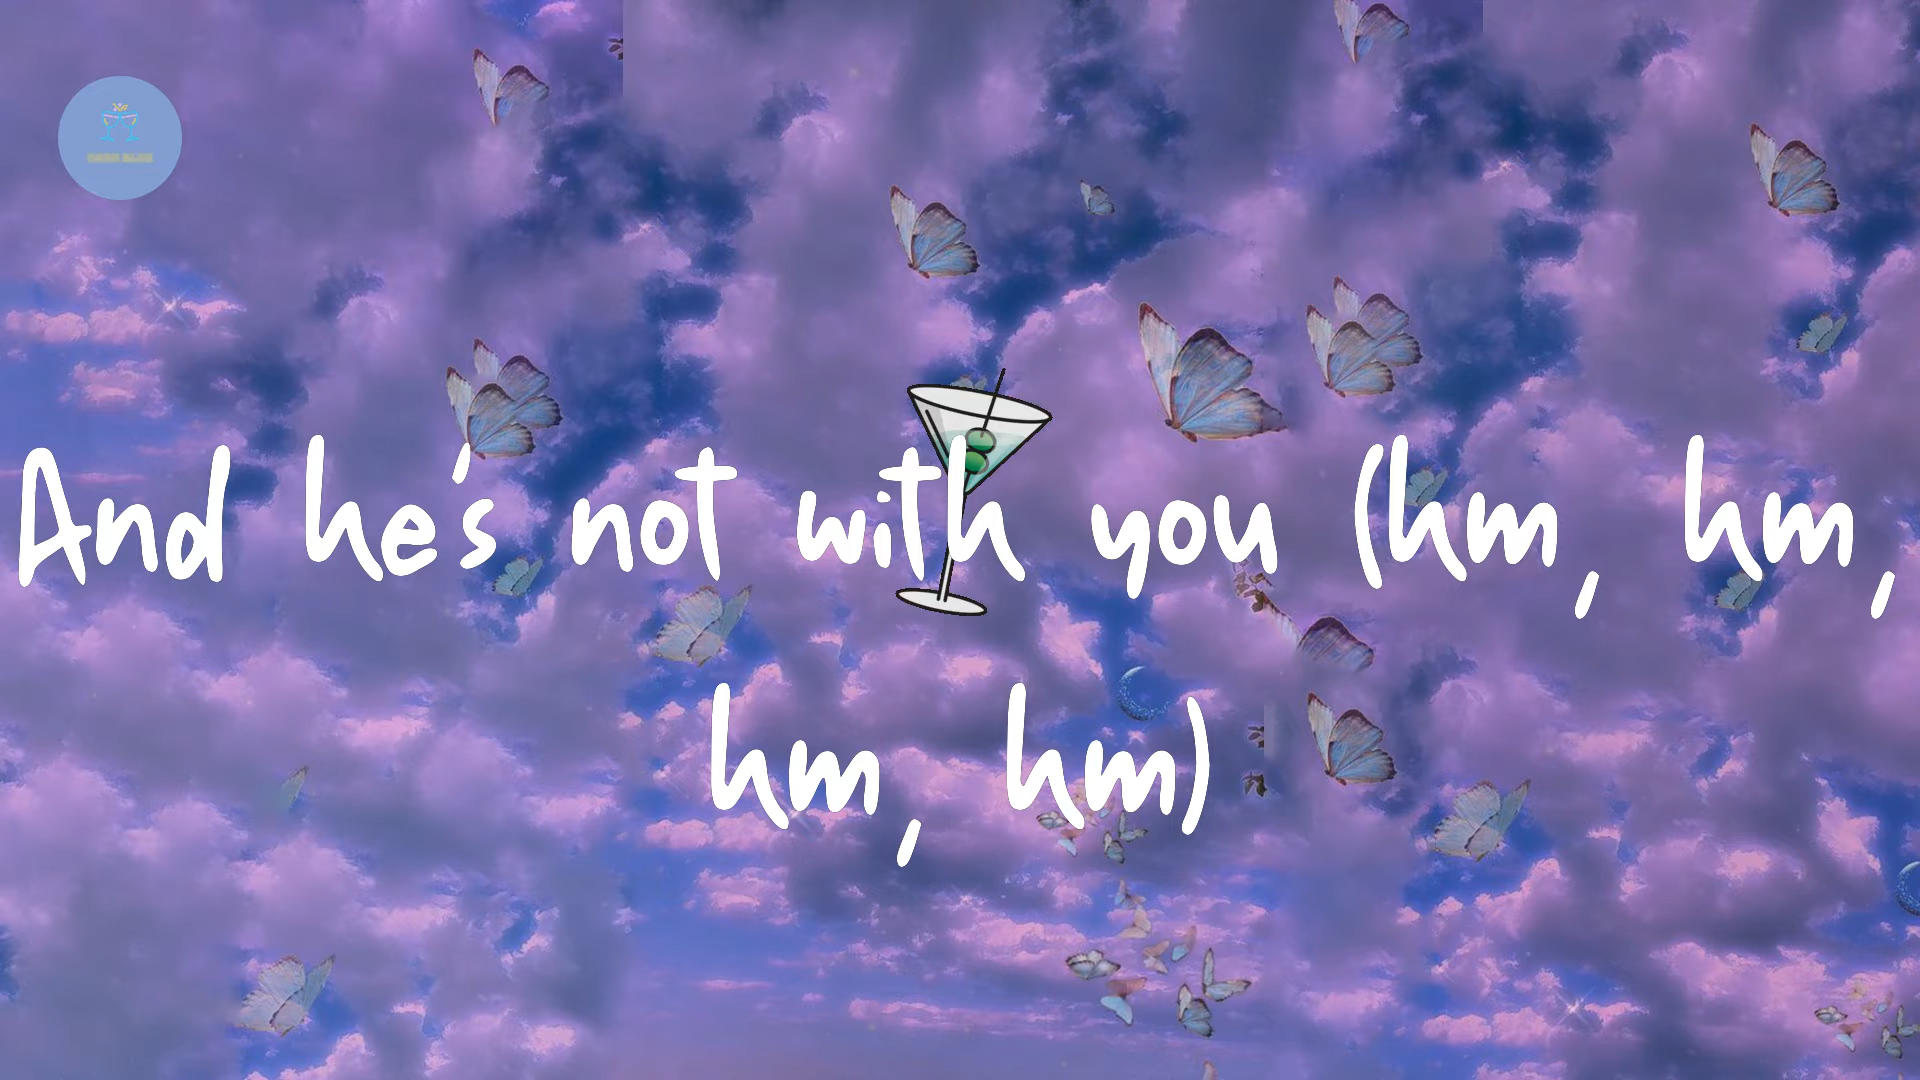 And he's not with you (hm, hm,
hm, hm)